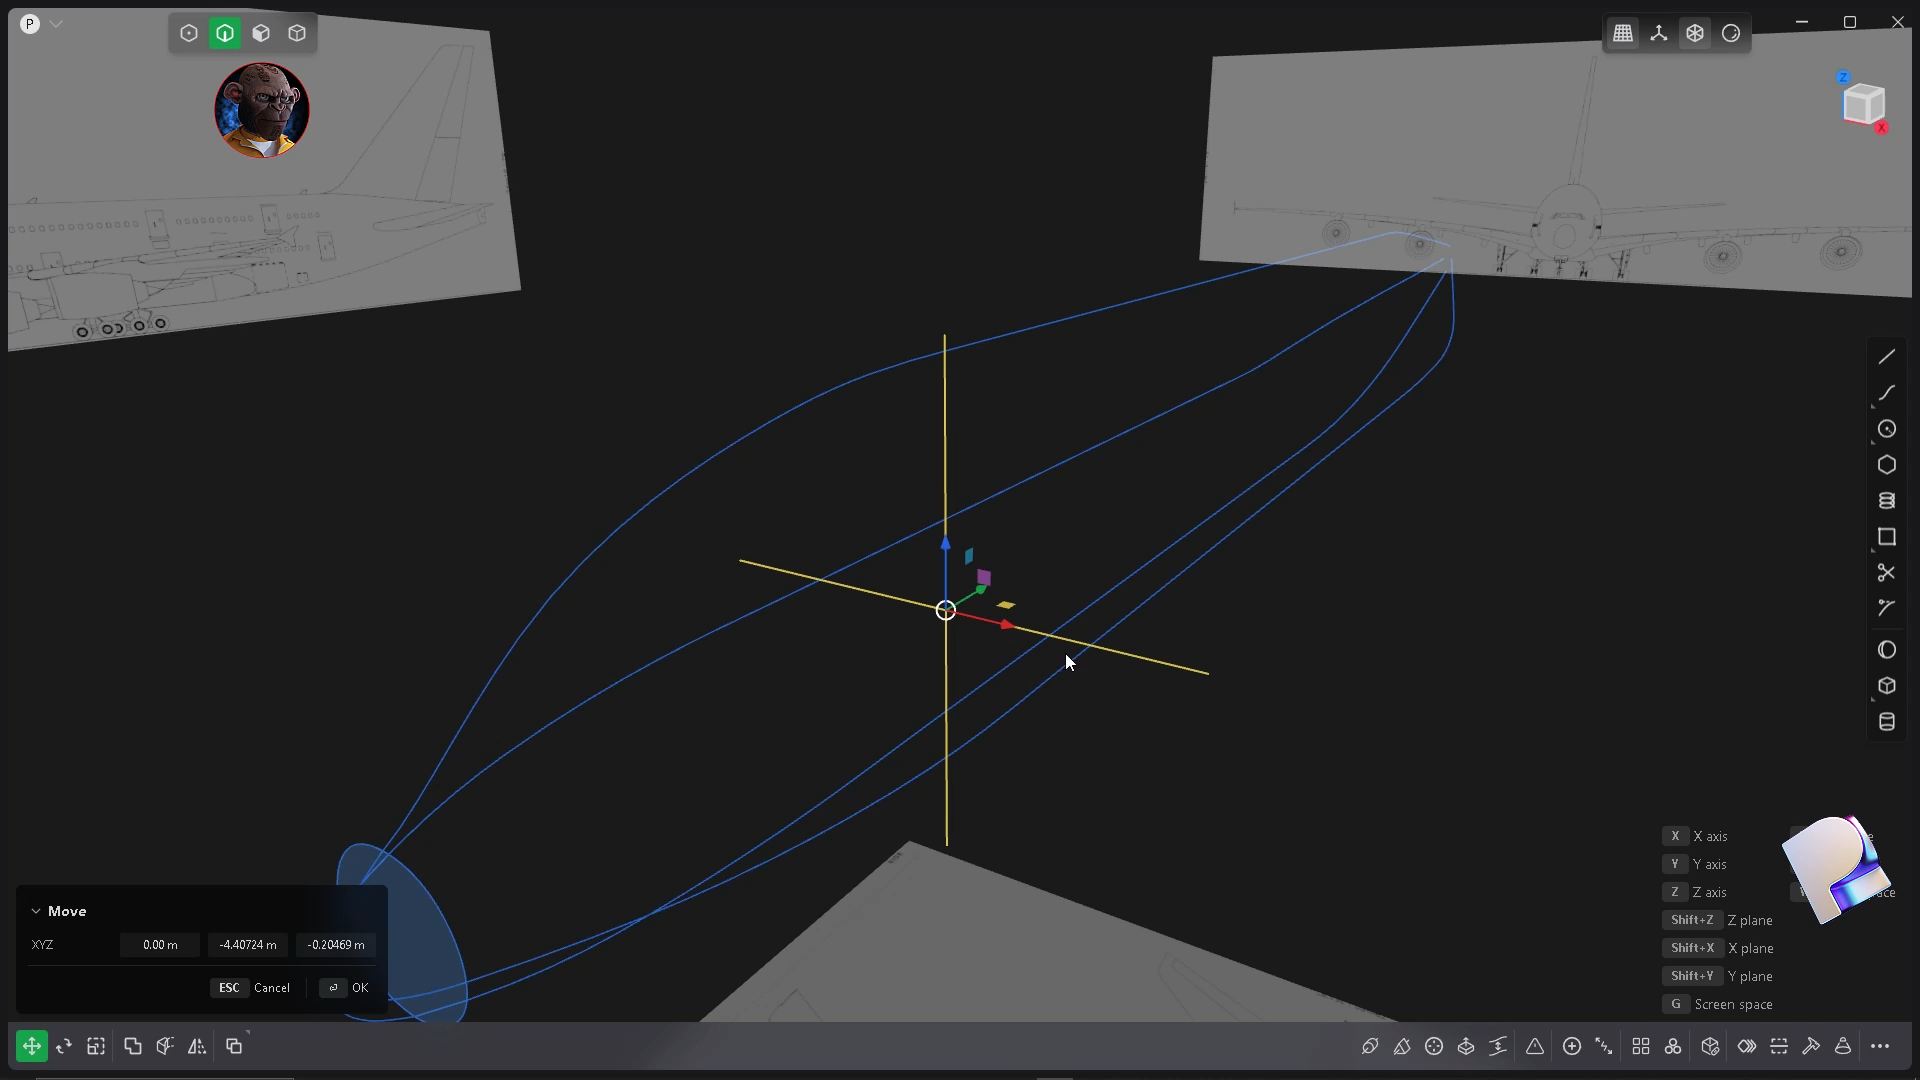 P
Z
X
X X axis
Y Y axis
Z Z axis
Shift+Z Z plane
Shift+X X plane
Shift+Y Y plane
G Screen space
Move
XYZ 0.00 m -4.40724 m -0.20469 m
ESC Cancel OK